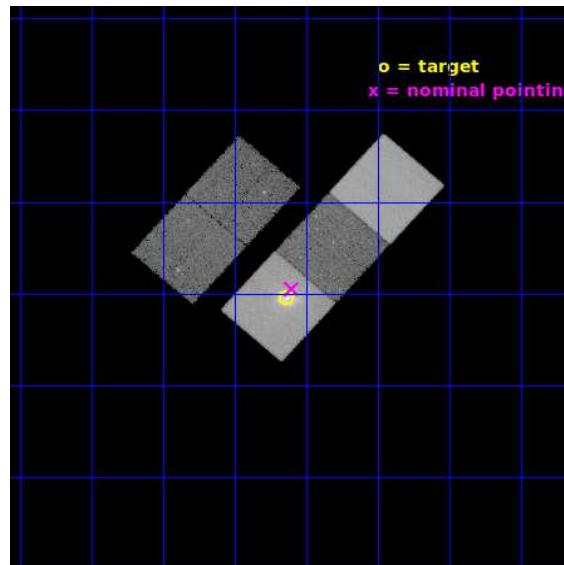 o = target
x = nominal pointin